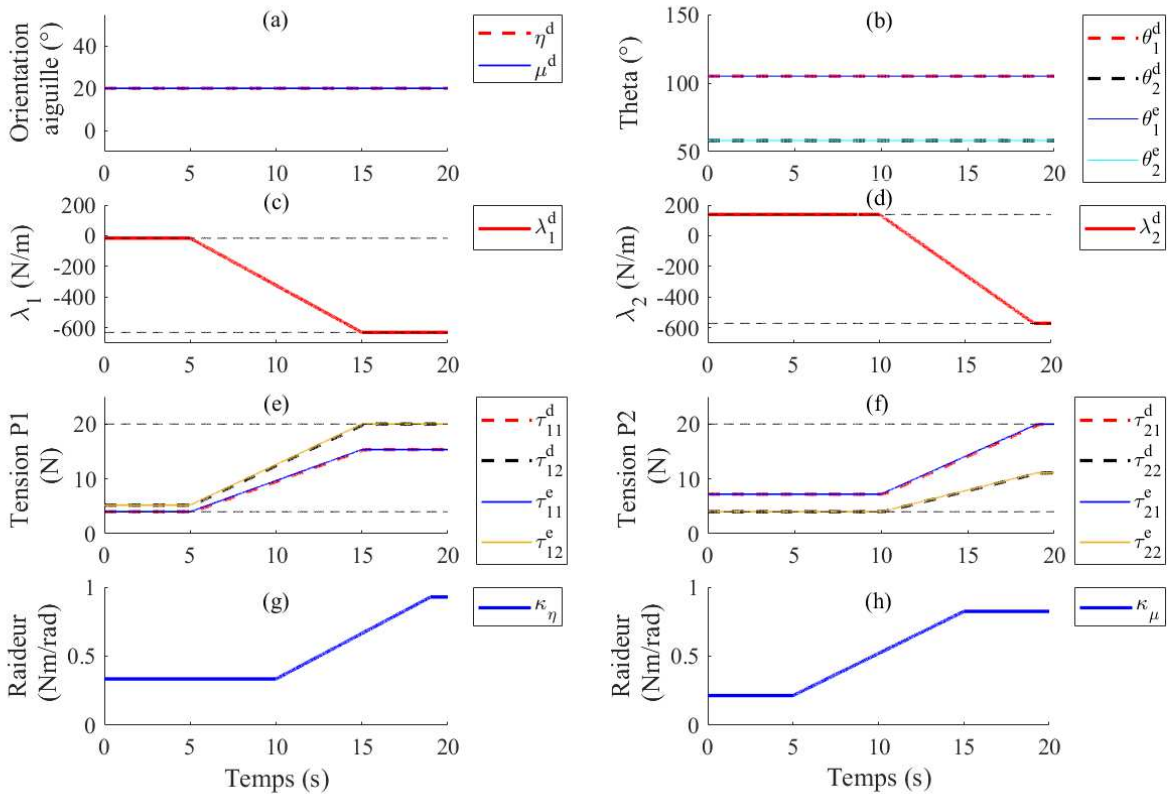 (a)
Orientation
aiguille (°)
40
20
0
0 5 10 15 20
η^d
μ^d
(b)
Theta (°)
150
100
50
0 5 10 15 20
θ_1^d
θ_2^d
θ_1^e
θ_2^e
(c)
λ_1 (N/m)
200
0
-200
-400
-600
0 5 10 15 20
λ_1^d
(d)
λ_2 (N/m)
200
0
-200
-400
-600
0 5 10 15 20
λ_2^d
(e)
Tension P1
(N)
20
10
0
0 5 10 15 20
τ_11^d
τ_12^d
τ_11^e
τ_12^e
(f)
Tension P2
(N)
20
10
0
0 5 10 15 20
τ_21^d
τ_22^d
τ_21^e
τ_22^e
(g)
Raideur
(Nm/rad)
1
0.5
0
0 5 10 15 20
Temps (s)
κ_η
(h)
Raideur
(Nm/rad)
1
0.5
0
0 5 10 15 20
Temps (s)
κ_μ